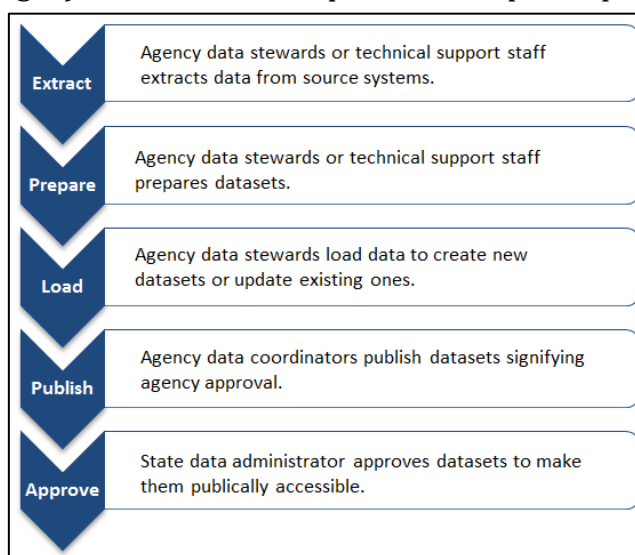 Extract
Agency data stewards or technical support staff
extracts data from source systems.
Prepare
Agency data stewards or technical support staff
prepares datasets.
Load
Agency data stewards load data to create new
datasets or update existing ones.
Publish
Agency data coordinators publish datasets signifying
agency approval.
Approve
State data administrator approves datasets to make
them publically accessible.